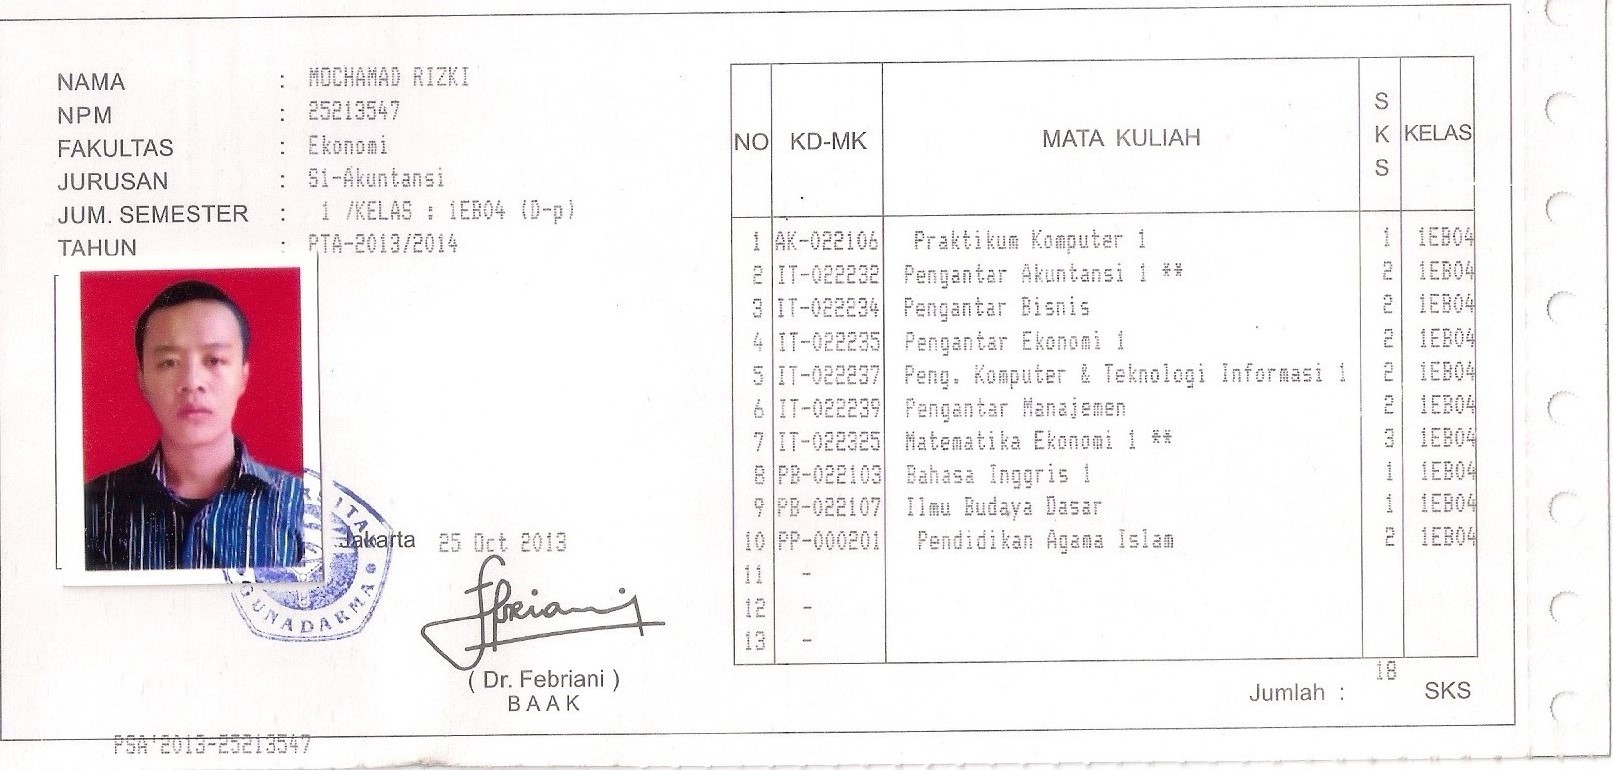 NAMA : MOCHAMAD RIZKI
NPM : 25213547
FAKULTAS : Ekonomi
JURUSAN : S1-Akuntansi
JUM. SEMESTER : 1 /KELAS : 1EB04 (D-p)
TAHUN : PTA-2013/2014
GUNADARMA
Jakarta 25 Oct 2013
Febriani
( Dr. Febriani )
BAAK
PSA'2013-25213547
NO KD-MK MATA KULIAH SKS KELAS
1 AK-022106 Praktikum Komputer 1 1 1EB04
2 IT-022232 Pengantar Akuntansi 1 ** 2 1EB04
3 IT-022234 Pengantar Bisnis 2 1EB04
4 IT-022235 Pengantar Ekonomi 1 2 1EB04
5 IT-022237 Peng. Komputer & Teknologi Informasi 1 2 1EB04
6 IT-022239 Pengantar Manajemen 2 1EB04
7 IT-022325 Matematika Ekonomi 1 ** 3 1EB04
8 PB-022103 Bahasa Inggris 1 1 1EB04
9 PB-022107 Ilmu Budaya Dasar 1 1EB04
10 PP-000201 Pendidikan Agama Islam 2 1EB04
11 -
12 -
13 -
Jumlah : 18 SKS